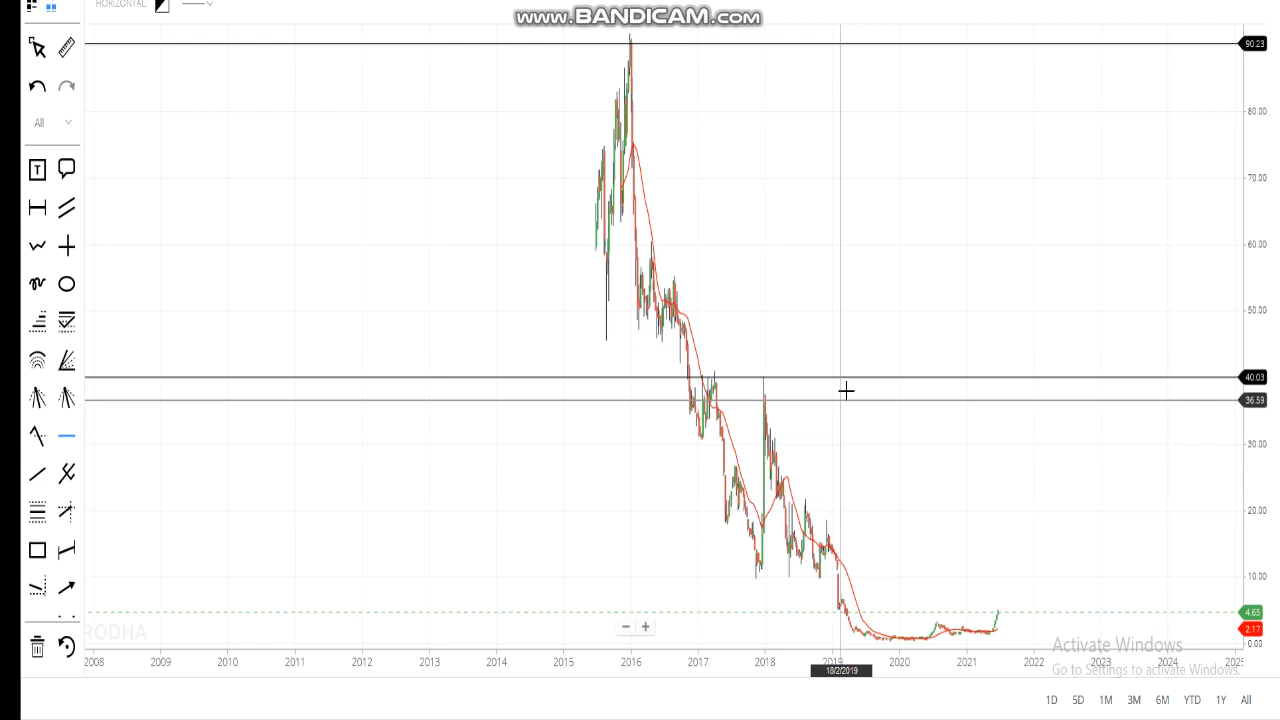 HORIZONTAL:
www.BANDICAM.com
90.23
All
80.00
70.00
60.00
50.00
40.03
36.59
30.00
20.00
10.00
4.65
2.17
RODHA
Activate Windows
0.00
2008 2009 2010 2011 2012 2013 2014 2015 2016 2017 2018 2019 2020 2021 2022 2023 2024
18/2/2019
Go to Settings to activate Windows.
1D 5D 1M 3M 6M YTD 1Y All